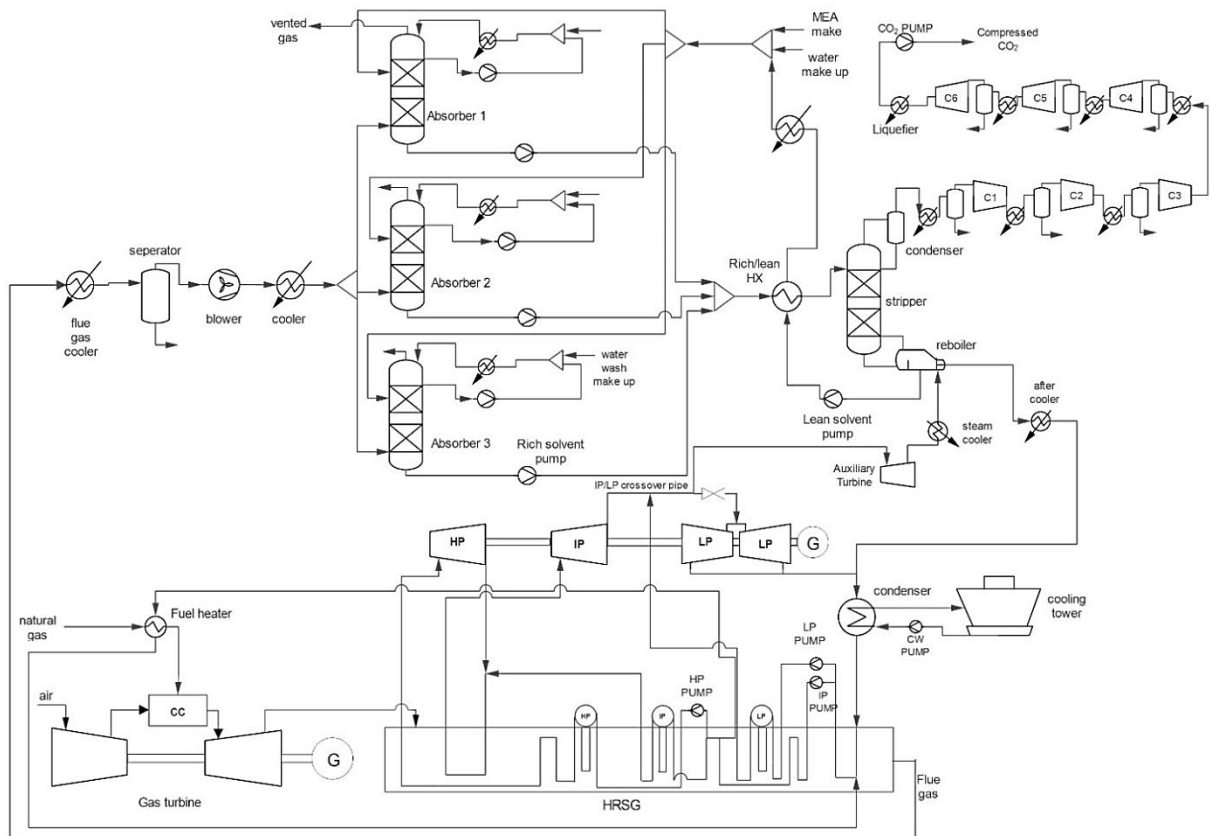 vented
gas
MEA
make
water
make up
CO₂ PUMP
Compressed
CO₂
C6
C5
C4
Liquefier
Absorber 1
C1
C2
C3
condenser
seperator
blower
cooler
flue
gas
cooler
Absorber 2
Rich/lean
HX
stripper
reboiler
water
wash
make up
Absorber 3
Rich solvent
pump
Lean solvent
pump
steam
cooler
after
cooler
Auxiliary
Turbine
IP/LP crossover pipe
HP
IP
LP
LP
G
condenser
cooling
tower
CW
PUMP
Fuel heater
natural
gas
air
CC
G
Gas turbine
HP
PUMP
LP
PUMP
IP
PUMP
HP
IP
LP
HRSG
Flue
gas